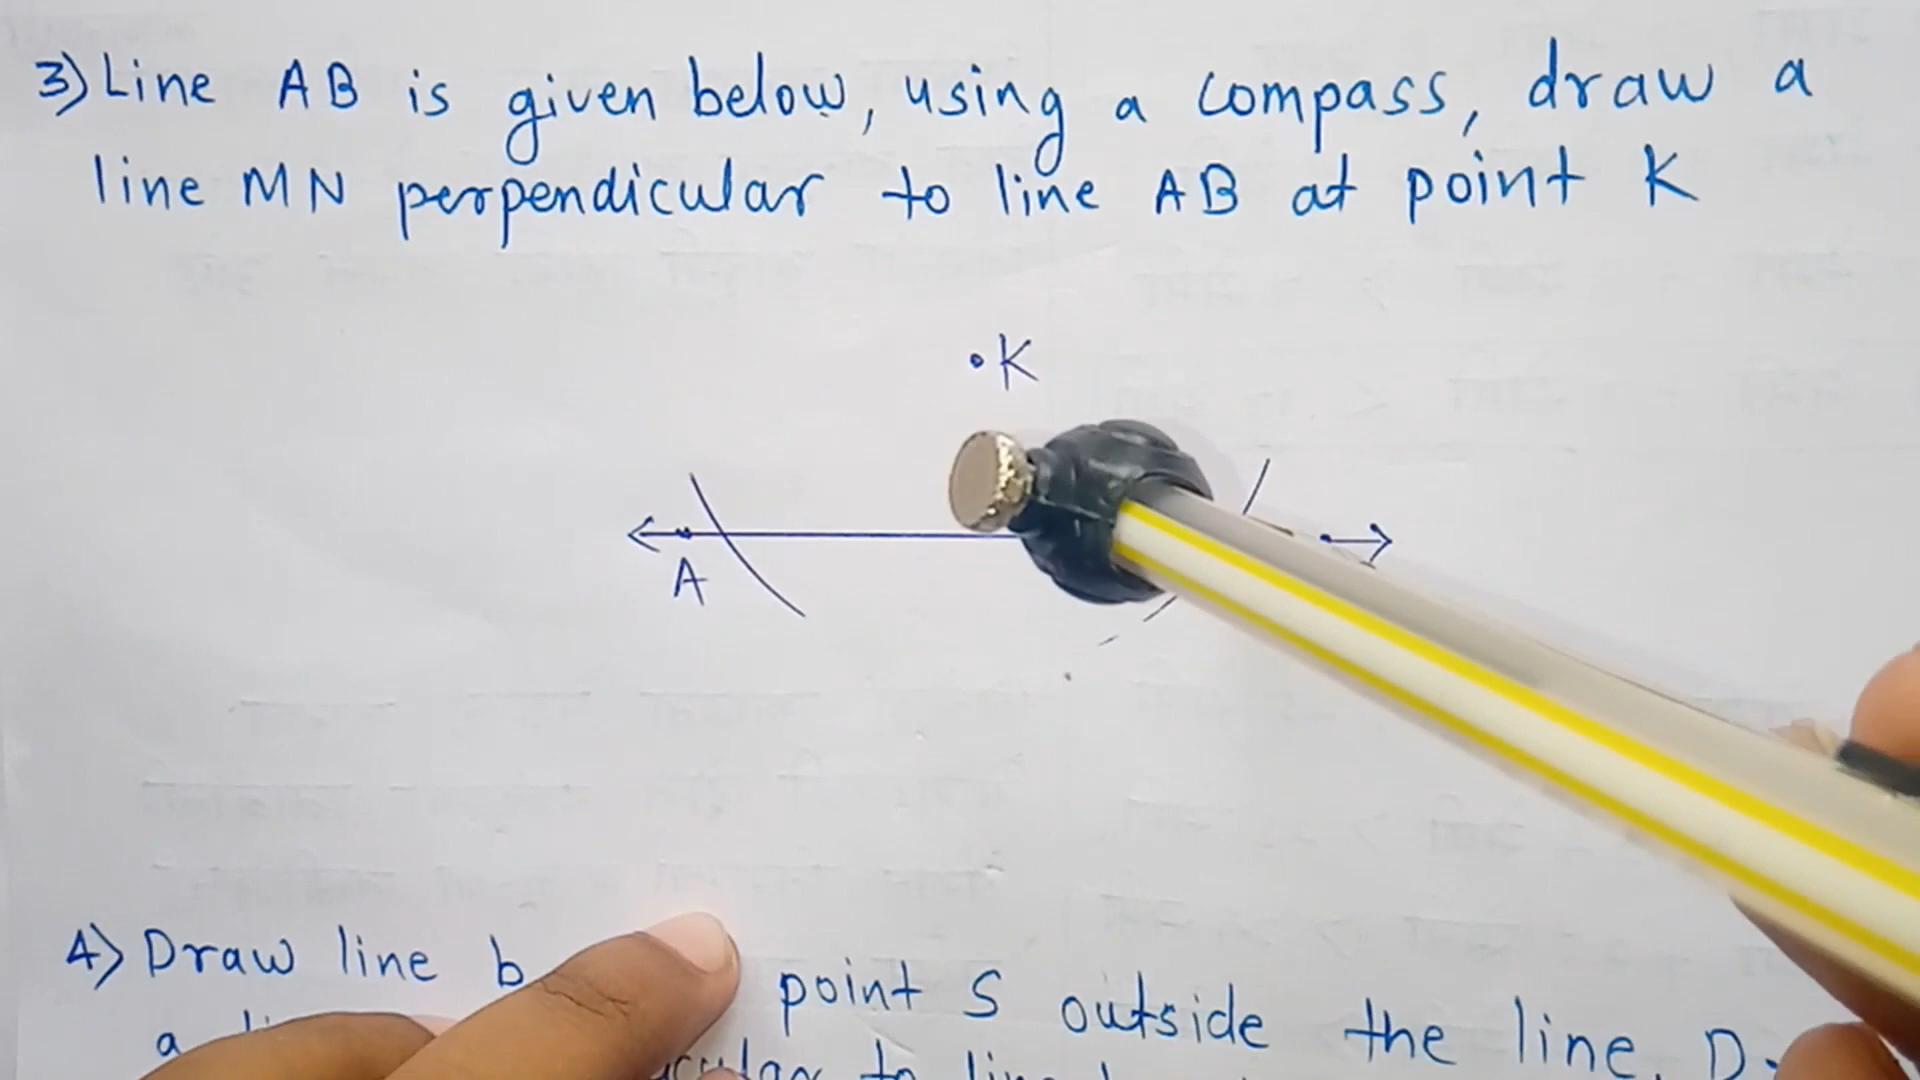 3) Line AB is given below, using a compass, draw a
line MN perpendicular to line AB at point K
K
A
4) Draw line b point S outside the line.
a to